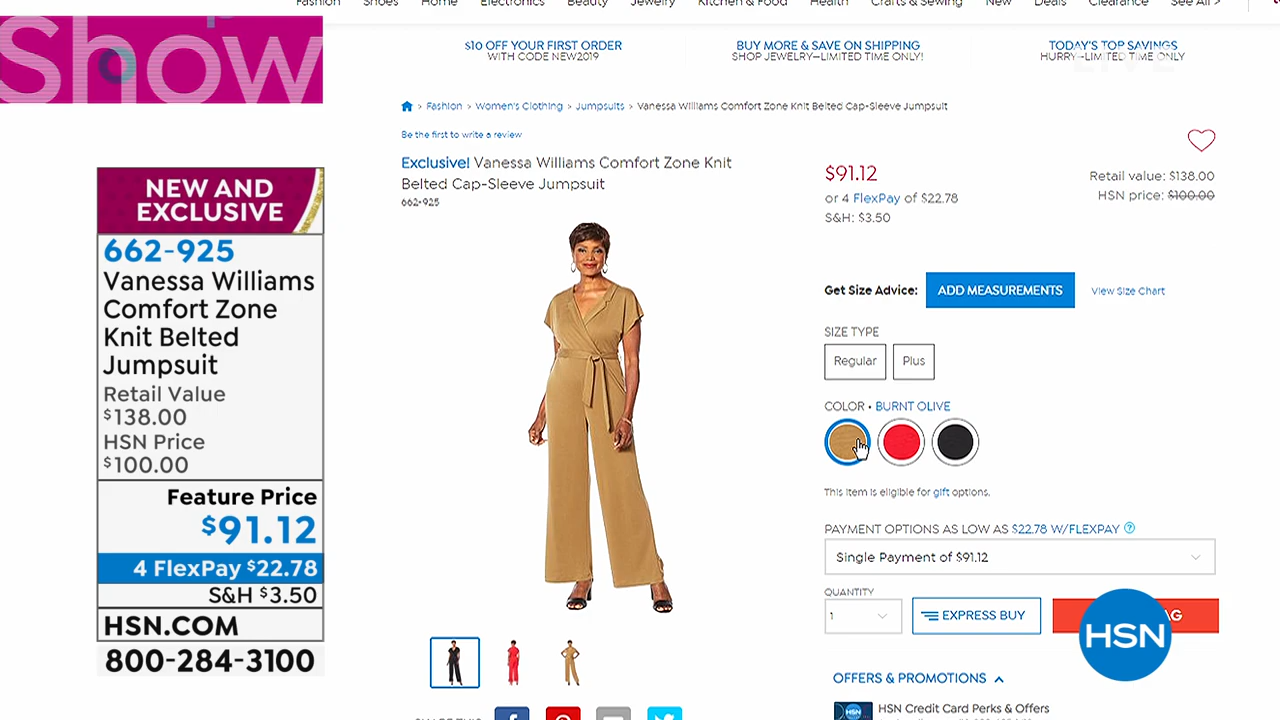 Fashion Shoes Home Electronics Beauty Jewelry Kitchen & Food Health Crafts & Sewing New Deals Clearance See All >
Show
$10 OFF YOUR FIRST ORDER
WITH CODE NEW2019
BUY MORE & SAVE ON SHIPPING
SHOP JEWELRY—LIMITED TIME ONLY!
TODAY'S TOP SAVINGS
HURRY—LIMITED TIME ONLY
Fashion > Women's Clothing > Jumpsuits > Vanessa Williams Comfort Zone Knit Belted Cap-Sleeve Jumpsuit
Be the first to write a review
Exclusive! Vanessa Williams Comfort Zone Knit
Belted Cap-Sleeve Jumpsuit
662-925
$91.12
or 4 FlexPay of $22.78
S&H: $3.50
Retail value: $138.00
HSN price: $100.00
Get Size Advice:
ADD MEASUREMENTS
View Size Chart
SIZE TYPE
Regular
Plus
COLOR • BURNT OLIVE
This item is eligible for gift options.
PAYMENT OPTIONS AS LOW AS $22.78 W/FLEXPAY ?
Single Payment of $91.12
QUANTITY
1
EXPRESS BUY
HSN
OFFERS & PROMOTIONS
HSN
HSN Credit Card Perks & Offers
NEW AND
EXCLUSIVE
662-925
Vanessa Williams
Comfort Zone
Knit Belted
Jumpsuit
Retail Value
$138.00
HSN Price
$100.00
Feature Price
$91.12
4 FlexPay $22.78
S&H $3.50
HSN.COM
800-284-3100